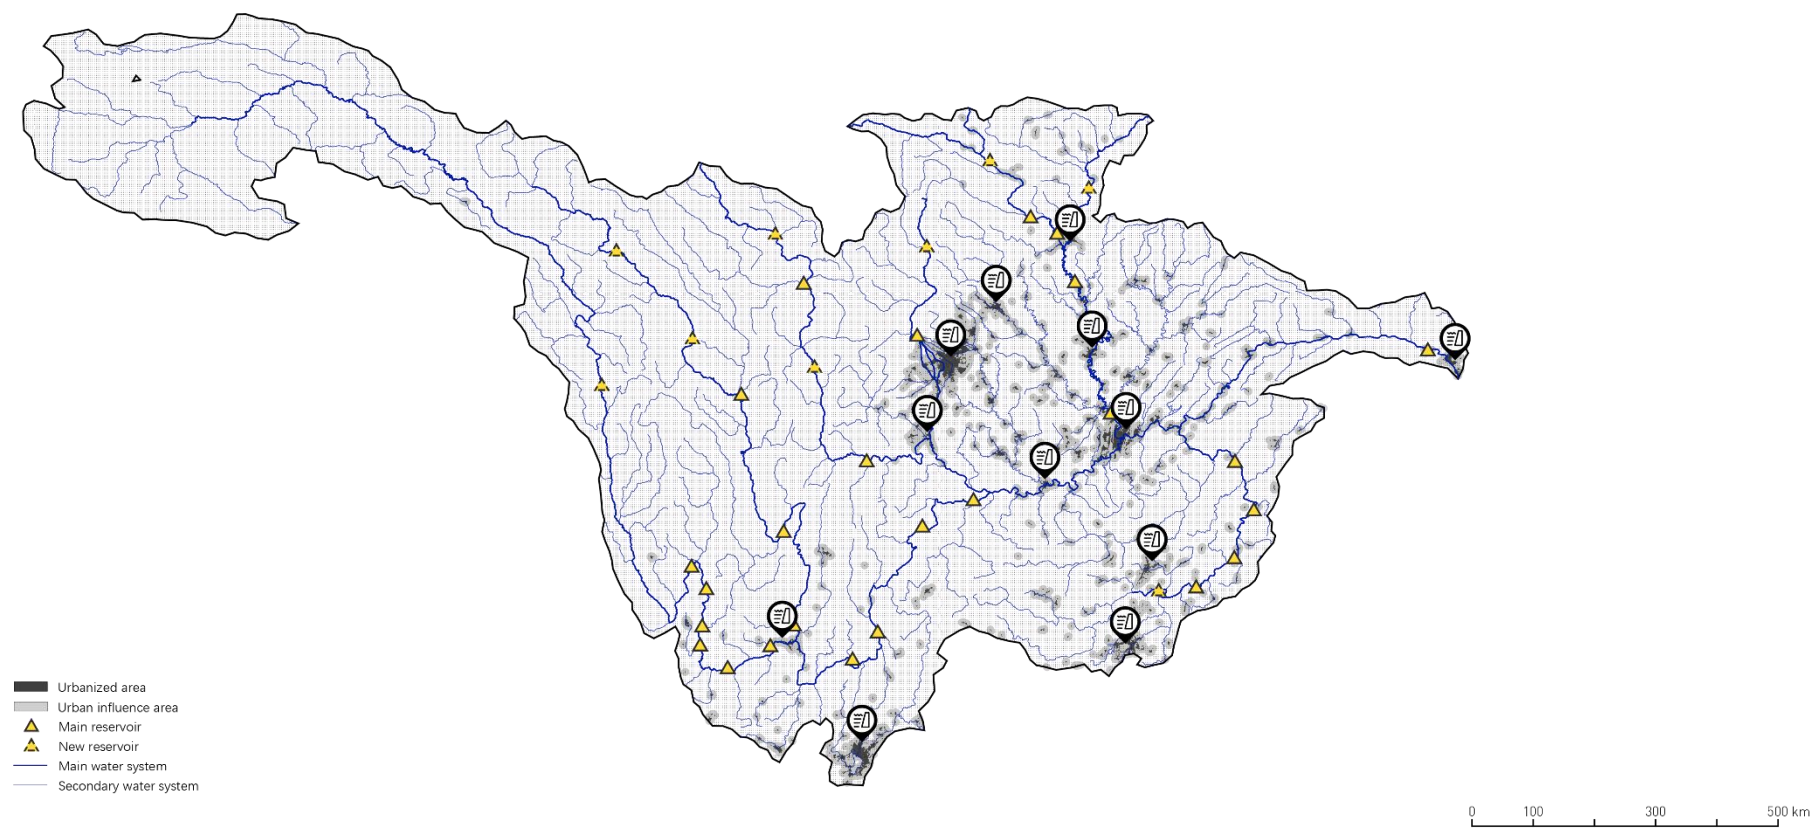 Urbanized area
Urban influence area
Main reservoir
New reservoir
Main water system
Secondary water system
0 100 300 500 km